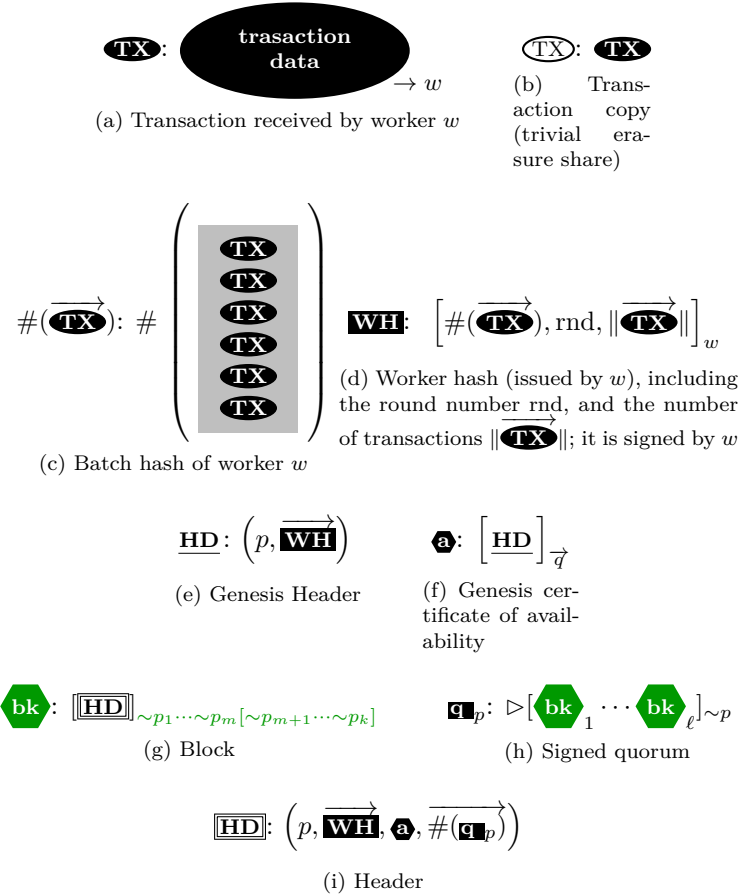 TX: trasaction
data → w
(a) Transaction received by worker w
TX: TX
(b) Trans-
action copy
(trivial era-
sure share)
#(TX): # ( TX
TX
TX
TX
TX
TX )
(c) Batch hash of worker w
WH: [#(TX), rnd, ‖TX‖]w
(d) Worker hash (issued by w), including
the round number rnd, and the number
of transactions ‖TX‖; it is signed by w
HD: (p, WH)
(e) Genesis Header
a: [HD]q
(f) Genesis cer-
tificate of avail-
ability
bk: [HD]∼p1⋯∼pm[∼pm+1⋯∼pk]
(g) Block
qp: ▷[bk1 ⋯ bkℓ]∼p
(h) Signed quorum
HD: (p, WH, a, #(qp))
(i) Header